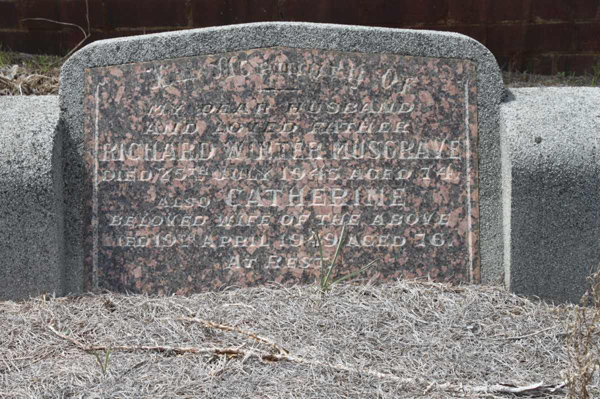 In Memory Of
MY DEAR HUSBAND
AND LOVED FATHER
RICHARD WINTER MUSGRAVE
DIED 25TH JULY 1945 AGED 74.
ALSO CATHERINE
BELOVED WIFE OF THE ABOVE
DIED 19TH APRIL 1949 AGED 76.
AT REST